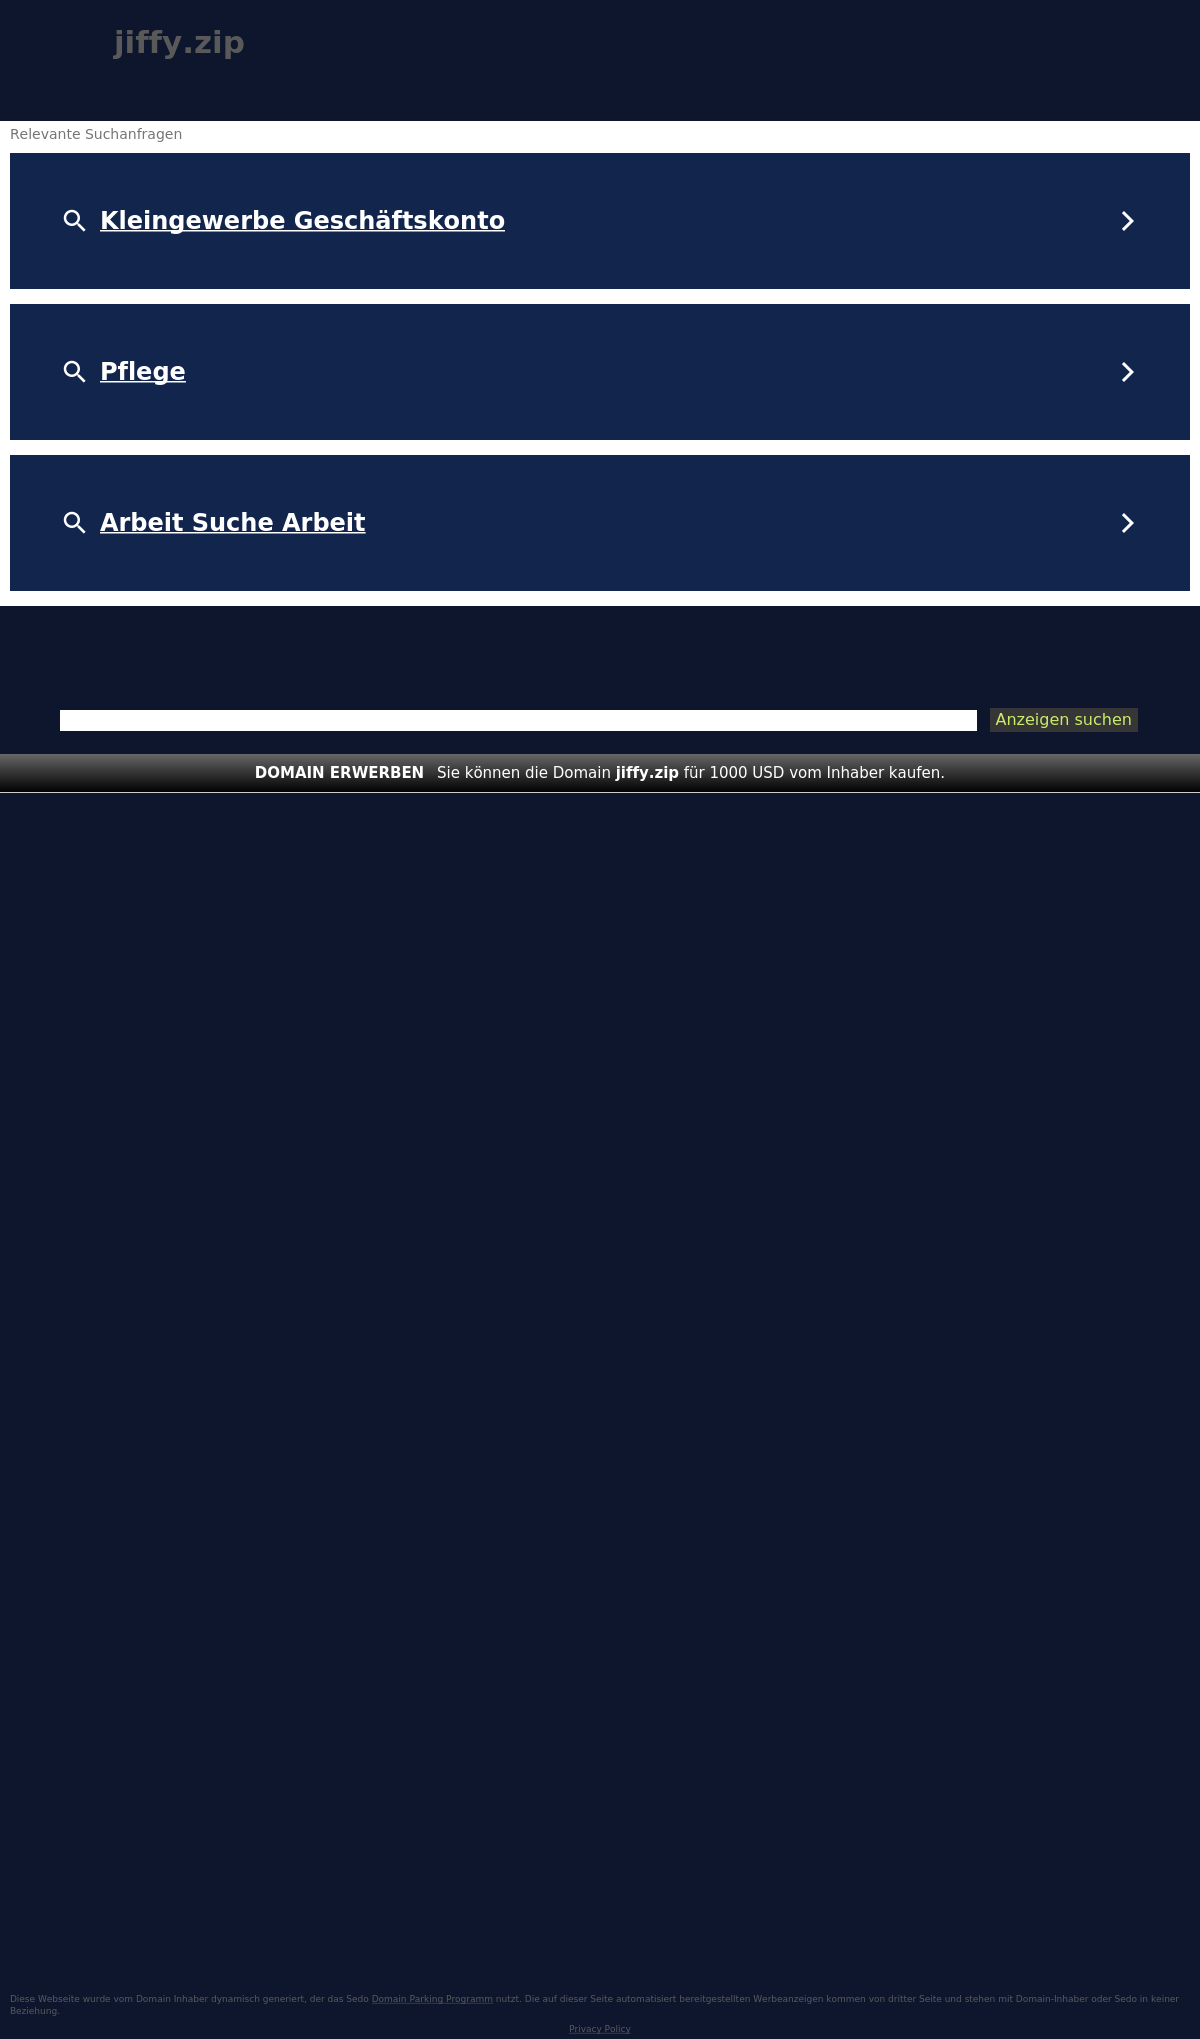 jiffy.zip
Relevante Suchanfragen
Kleingewerbe Geschäftskonto
Pflege
Arbeit Suche Arbeit
Anzeigen suchen
DOMAIN ERWERBEN Sie können die Domain jiffy.zip für 1000 USD vom Inhaber kaufen.
Diese Webseite wurde vom Domain Inhaber dynamisch generiert, der das Sedo Domain Parking Programm nutzt. Die auf dieser Seite automatisiert bereitgestellten Werbeanzeigen kommen von dritter Seite und stehen mit Domain-Inhaber oder Sedo in keiner
Beziehung.
Privacy Policy